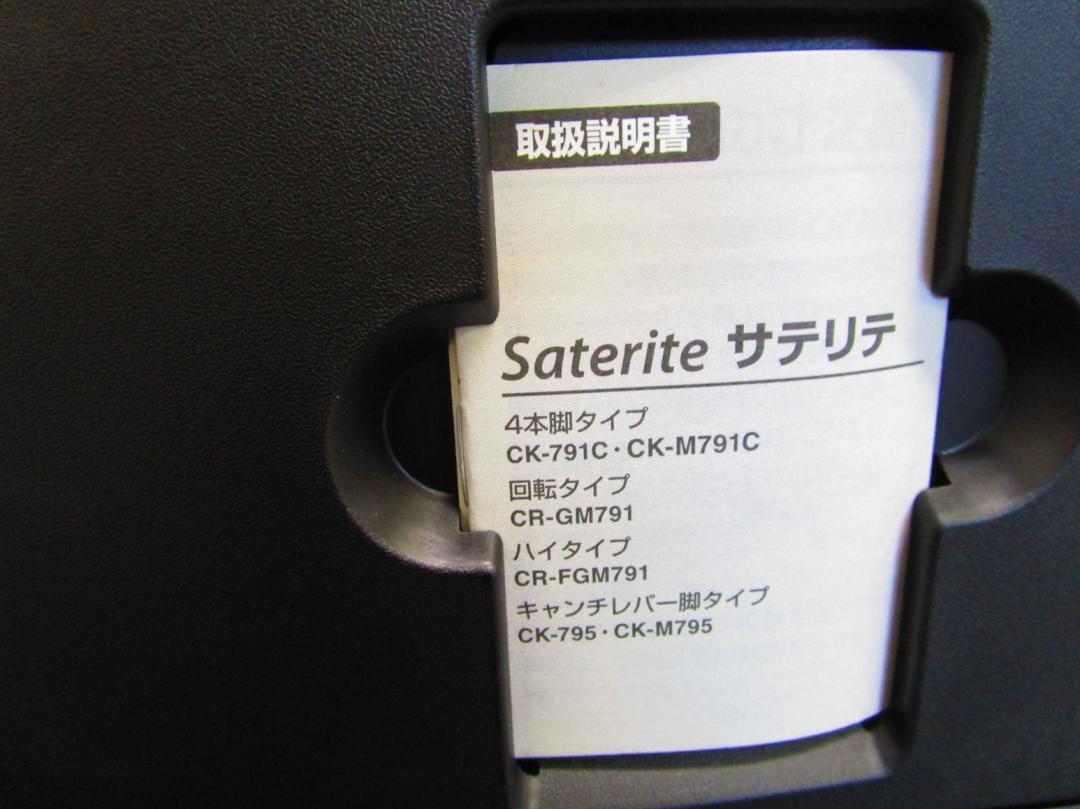 取扱説明書
Saterite サテリテ
4本脚タイプ
CK-791C・CK-M791C
回転タイプ
CR-GM791
ハイタイプ
CR-FGM791
キャンチレバー脚タイプ
CK-795・CK-M795